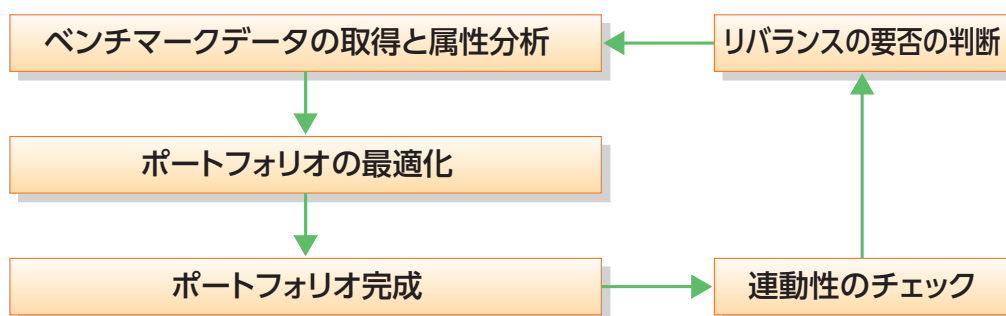 ベンチマークデータの取得と属性分析
リバランスの要否の判断
ポートフォリオの最適化
ポートフォリオ完成
連動性のチェック